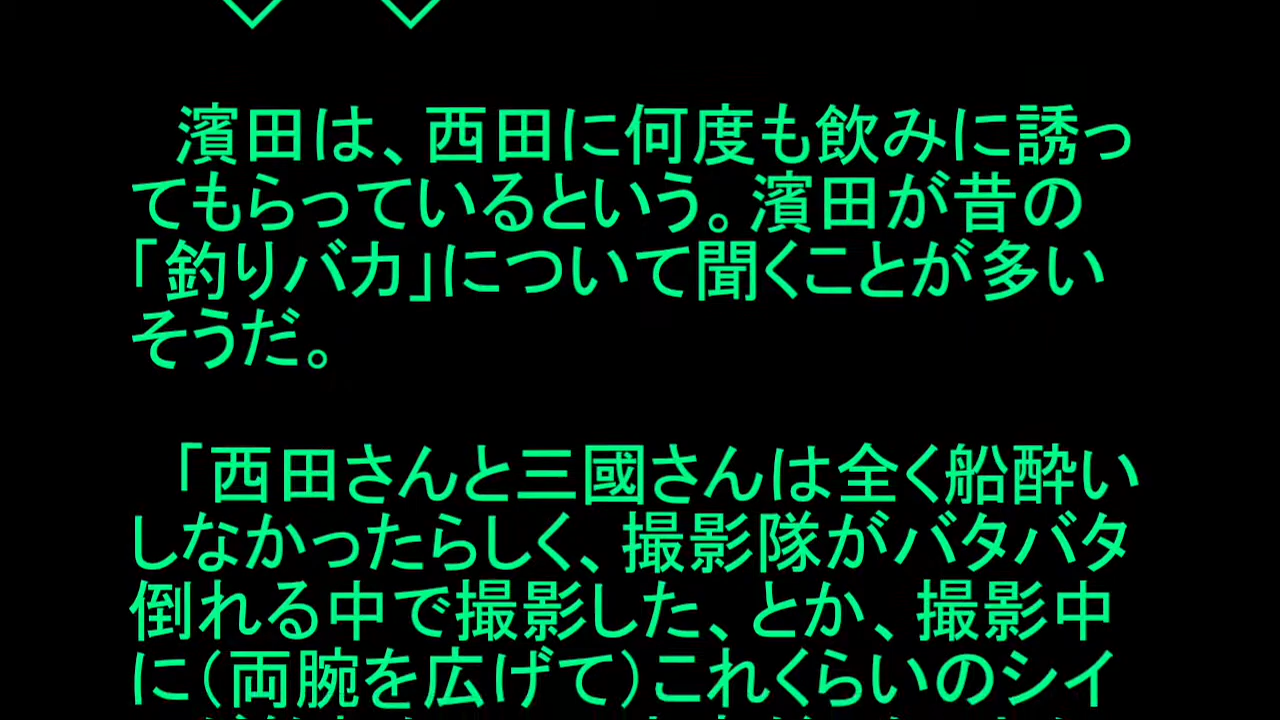 濱田は、西田に何度も飲みに誘っ
てもらっているという。濱田が昔の
「釣りバカ」について聞くことが多い
そうだ。
「西田さんと三國さんは全く船酔い
しなかったらしく、撮影隊がバタバタ
倒れる中で撮影した、とか、撮影中
に（両腕を広げて）これくらいのシイ